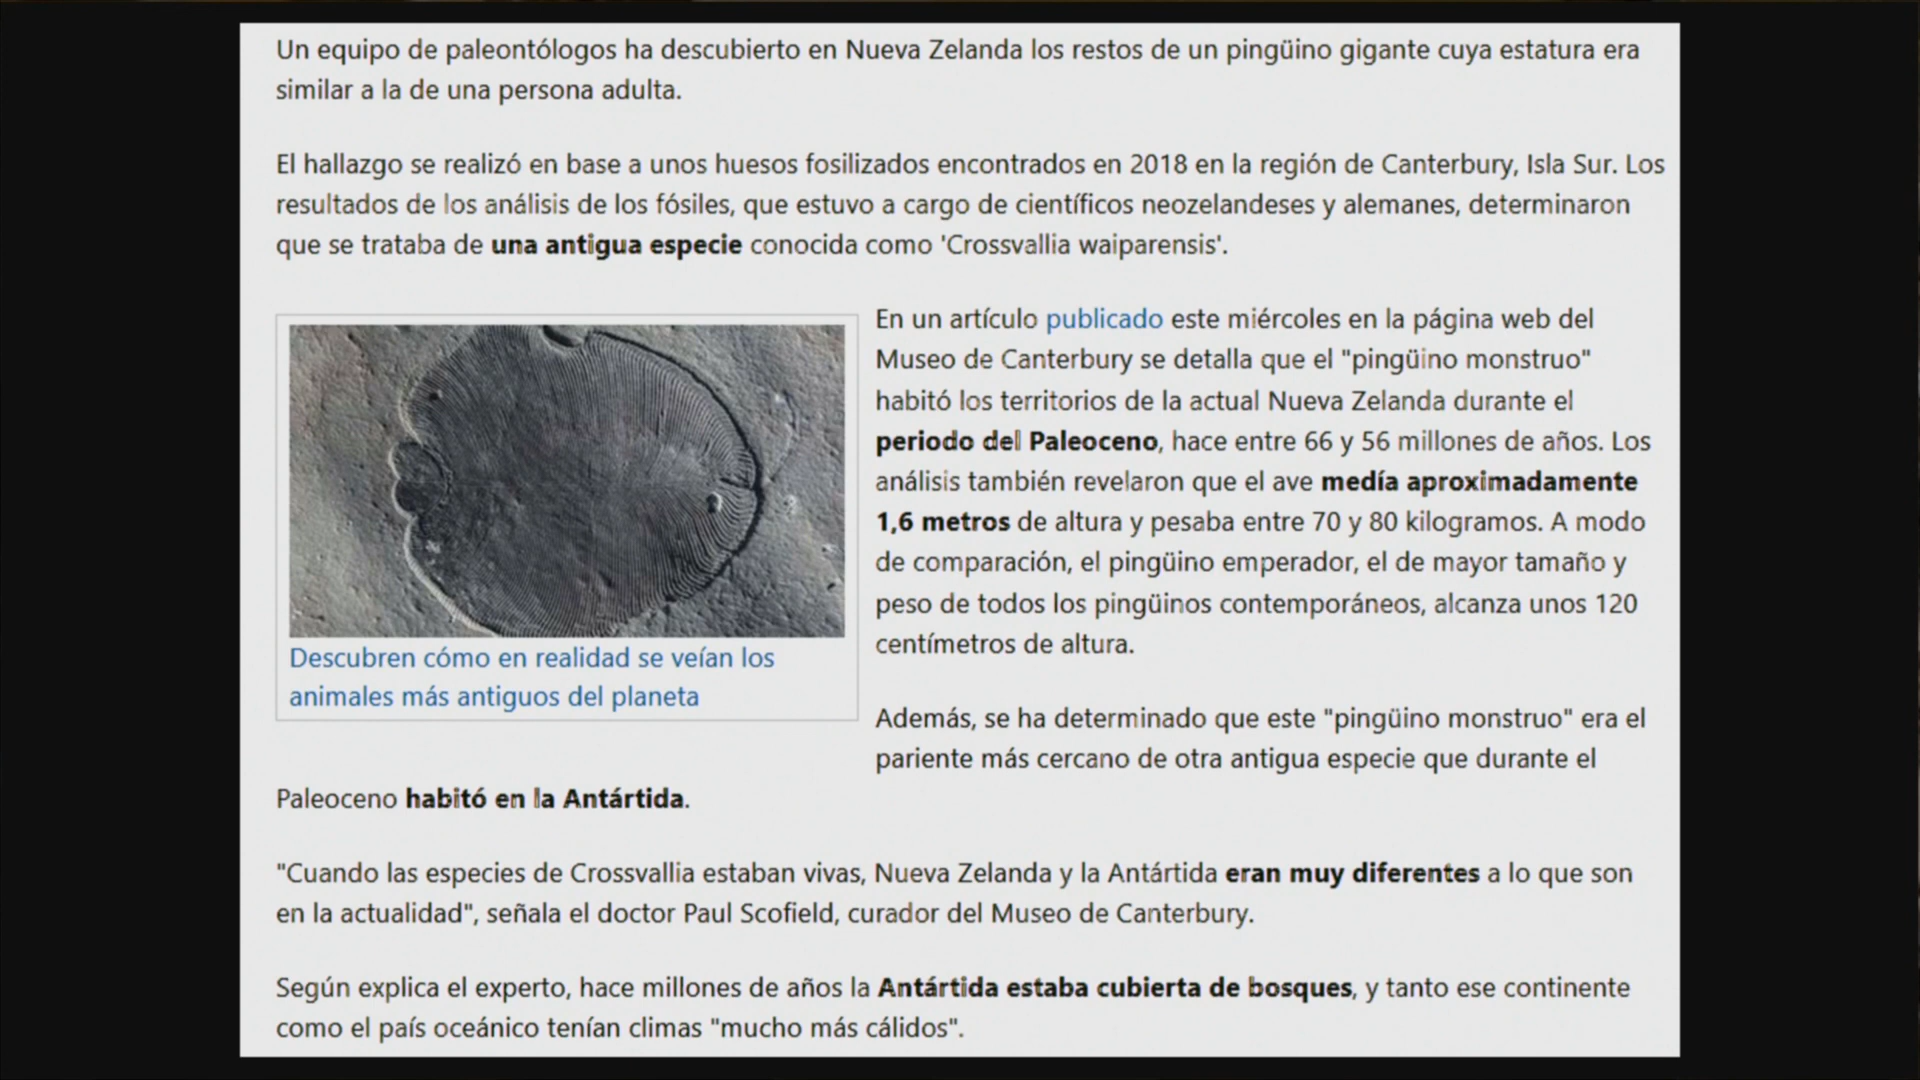 Un equipo de paleontólogos ha descubierto en Nueva Zelanda los restos de un pingüino gigante cuya estatura era
similar a la de una persona adulta.
El hallazgo se realizó en base a unos huesos fosilizados encontrados en 2018 en la región de Canterbury, Isla Sur. Los
resultados de los análisis de los fósiles, que estuvo a cargo de científicos neozelandeses y alemanes, determinaron
que se trataba de una antigua especie conocida como 'Crossvallia waiparensis'.
Descubren cómo en realidad se veían los
animales más antiguos del planeta
En un artículo publicado este miércoles en la página web del
Museo de Canterbury se detalla que el "pingüino monstruo"
habitó los territorios de la actual Nueva Zelanda durante el
periodo del Paleoceno, hace entre 66 y 56 millones de años. Los
análisis también revelaron que el ave medía aproximadamente
1,6 metros de altura y pesaba entre 70 y 80 kilogramos. A modo
de comparación, el pingüino emperador, el de mayor tamaño y
peso de todos los pingüinos contemporáneos, alcanza unos 120
centímetros de altura.
Además, se ha determinado que este "pingüino monstruo" era el
pariente más cercano de otra antigua especie que durante el
Paleoceno habitó en la Antártida.
"Cuando las especies de Crossvallia estaban vivas, Nueva Zelanda y la Antártida eran muy diferentes a lo que son
en la actualidad", señala el doctor Paul Scofield, curador del Museo de Canterbury.
Según explica el experto, hace millones de años la Antártida estaba cubierta de bosques, y tanto ese continente
como el país oceánico tenían climas "mucho más cálidos".